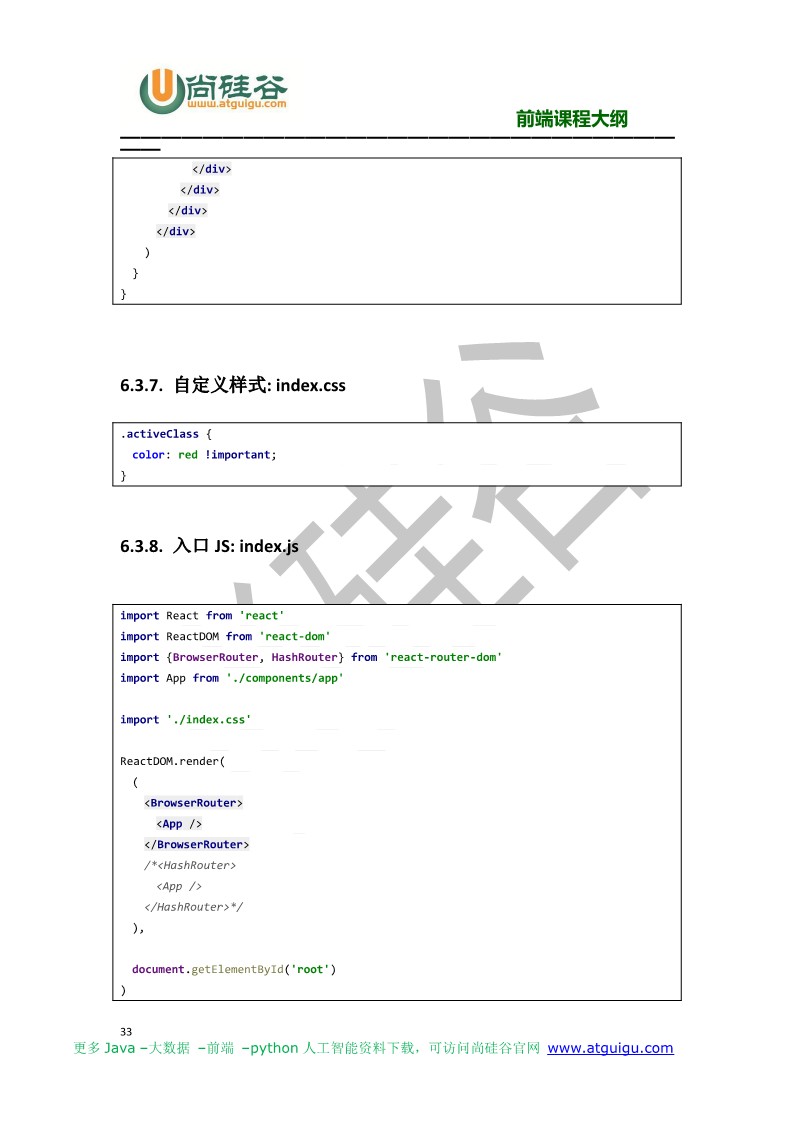 尚硅谷
www.atguigu.com
前端课程大纲
</div>
</div>
</div>
</div>
)
}
}
6.3.7. 自定义样式: index.css
.activeClass {
color: red !important;
}
6.3.8. 入口 JS: index.js
import React from 'react'
import ReactDOM from 'react-dom'
import {BrowserRouter, HashRouter} from 'react-router-dom'
import App from './components/app'
import './index.css'
ReactDOM.render(
(
<BrowserRouter>
<App />
</BrowserRouter>
/*<HashRouter>
<App />
</HashRouter>*/
),
document.getElementById('root')
)
33
更多 Java –大数据 –前端 –python 人工智能资料下载，可访问尚硅谷官网 www.atguigu.com
硅谷